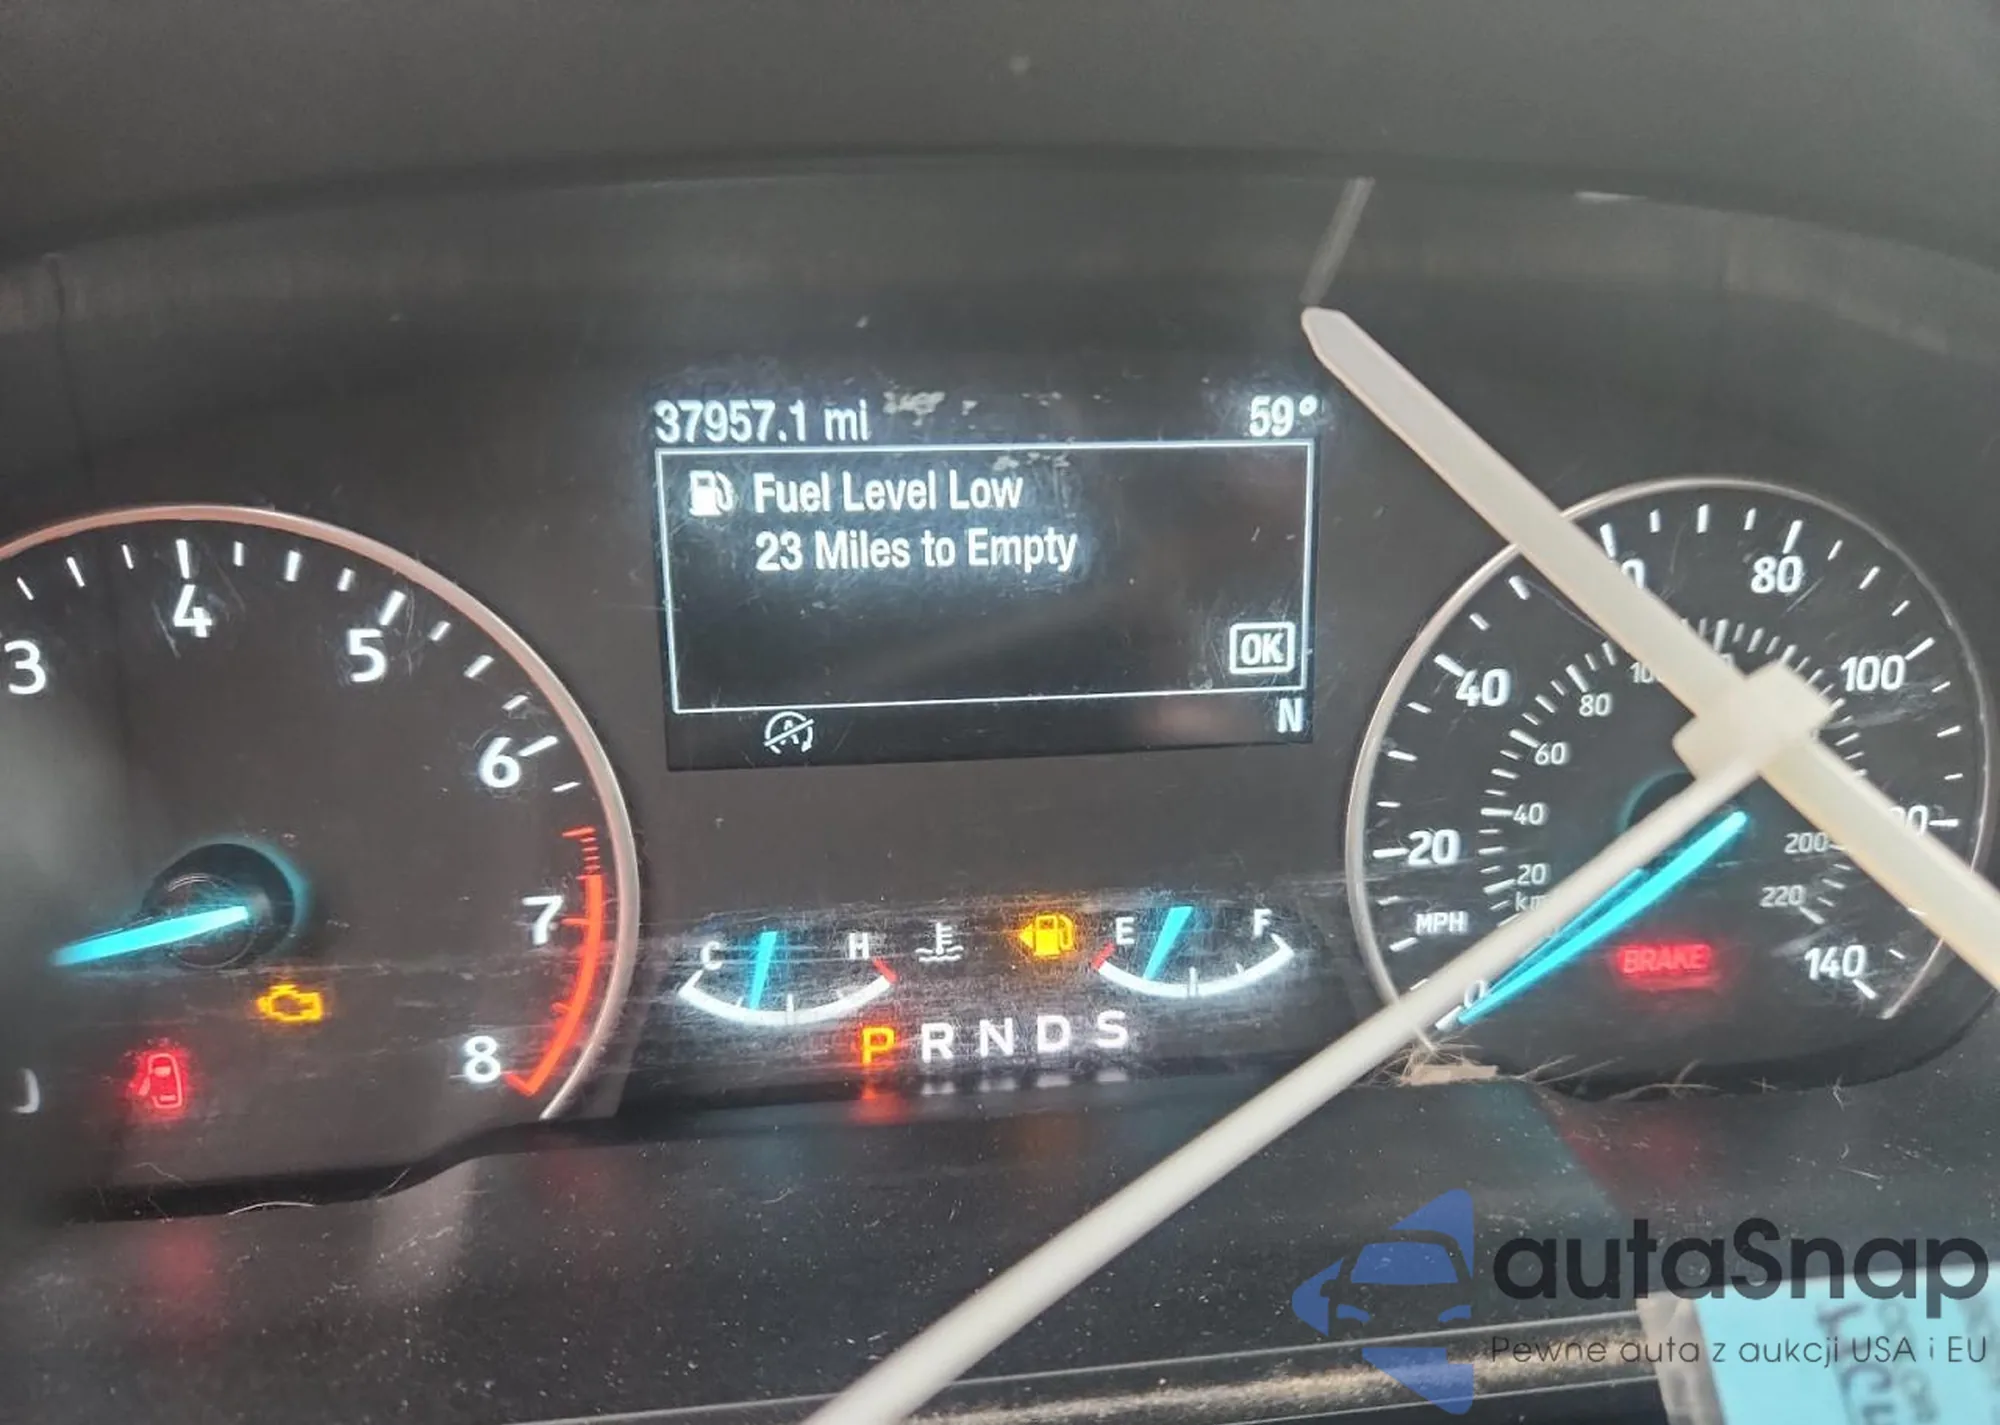 37957.1 mi 59°
Fuel Level Low
23 Miles to Empty
OK
N
3 4 5 6 7 8
C H
E F
P R N D S
20 40 80 100 140
20 40 60 80 200 220
MPH
0
BRAKE
autaSnap
Pewne auta z aukcji USA i EU